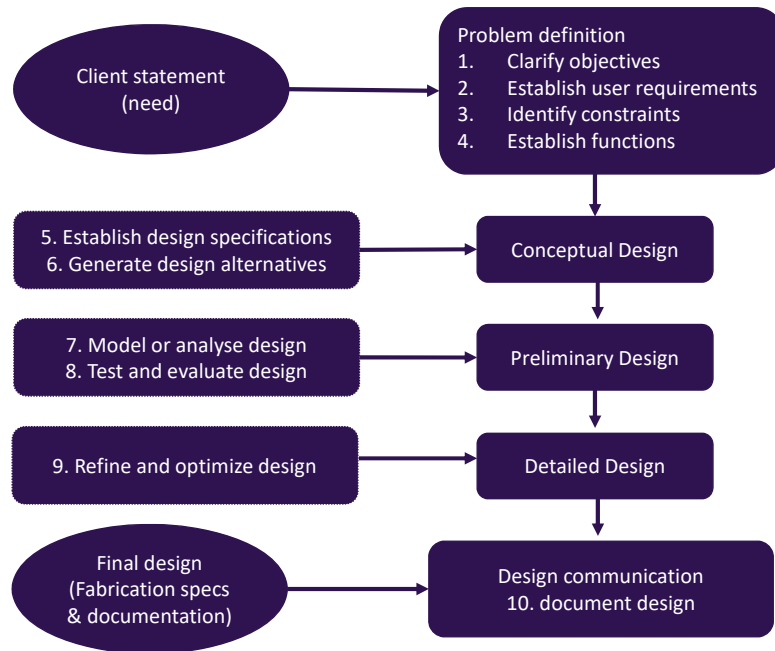 Client statement
(need)
Problem definition
1. Clarify objectives
2. Establish user requirements
3. Identify constraints
4. Establish functions
5. Establish design specifications
6. Generate design alternatives
Conceptual Design
7. Model or analyse design
8. Test and evaluate design
Preliminary Design
9. Refine and optimize design
Detailed Design
Final design
(Fabrication specs
& documentation)
Design communication
10. document design